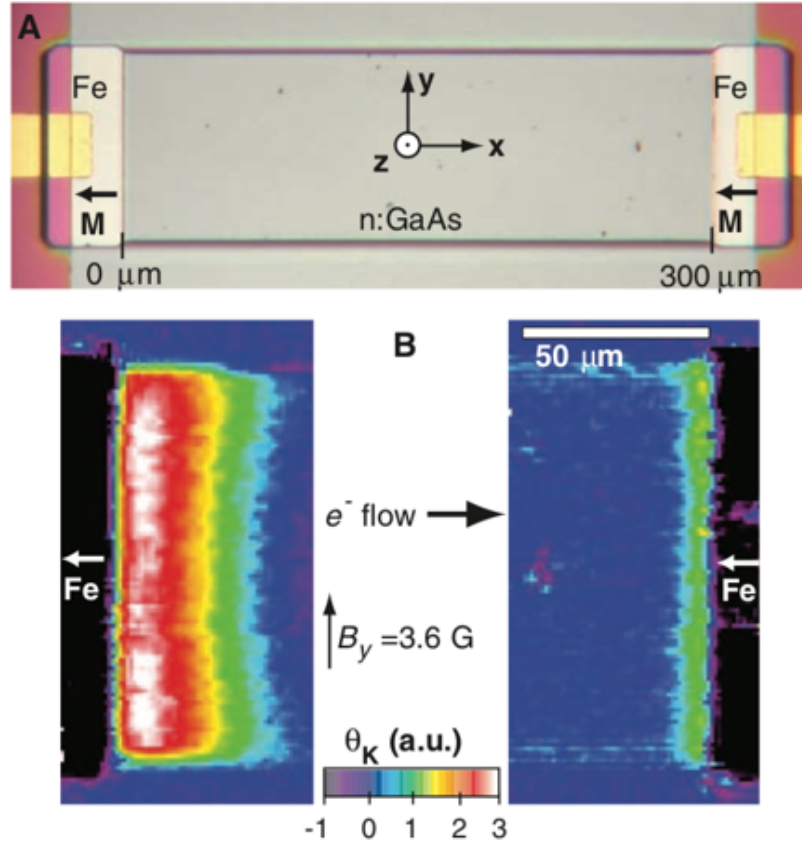 A
Fe
Fe
y
z
x
n:GaAs
M
M
0 μm
300 μm
B
50 μm
e⁻ flow
Fe
Fe
B_y =3.6 G
θ_K (a.u.)
-1 0 1 2 3